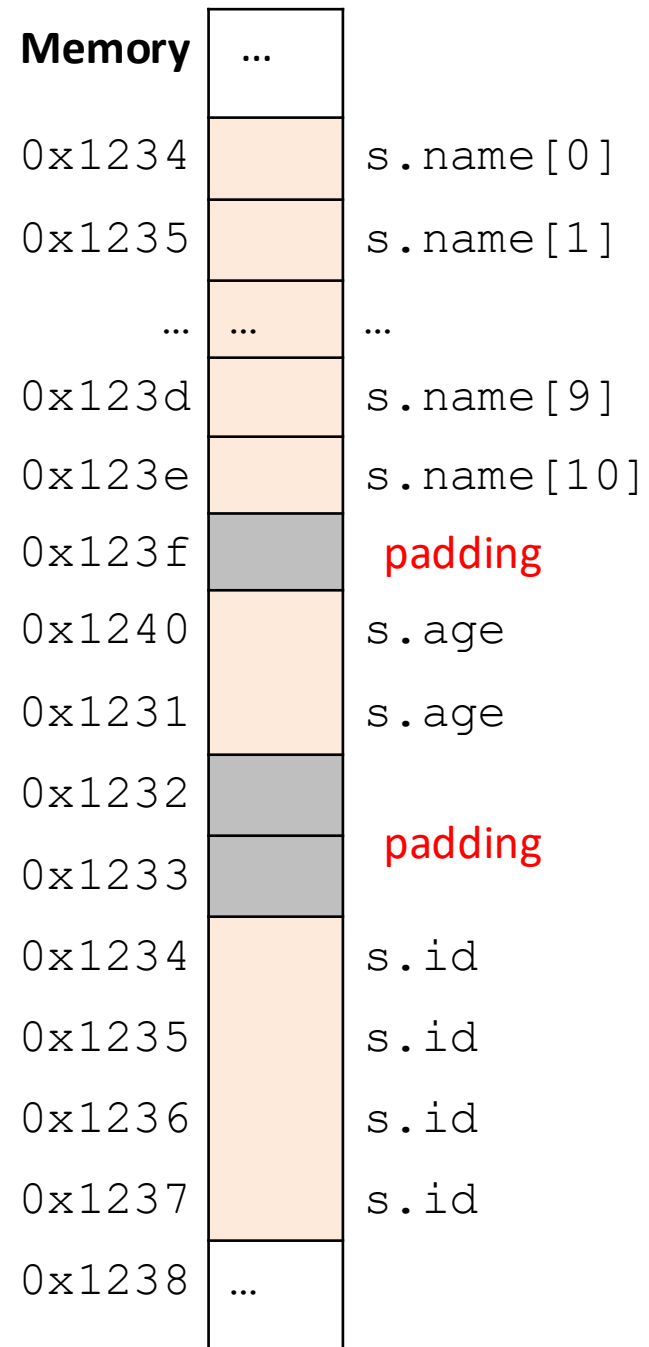 Memory …
0x1234 s.name[0]
0x1235 s.name[1]
… … …
0x123d s.name[9]
0x123e s.name[10]
0x123f padding
0x1240 s.age
0x1231 s.age
0x1232
padding
0x1233
0x1234 s.id
0x1235 s.id
0x1236 s.id
0x1237 s.id
0x1238 …